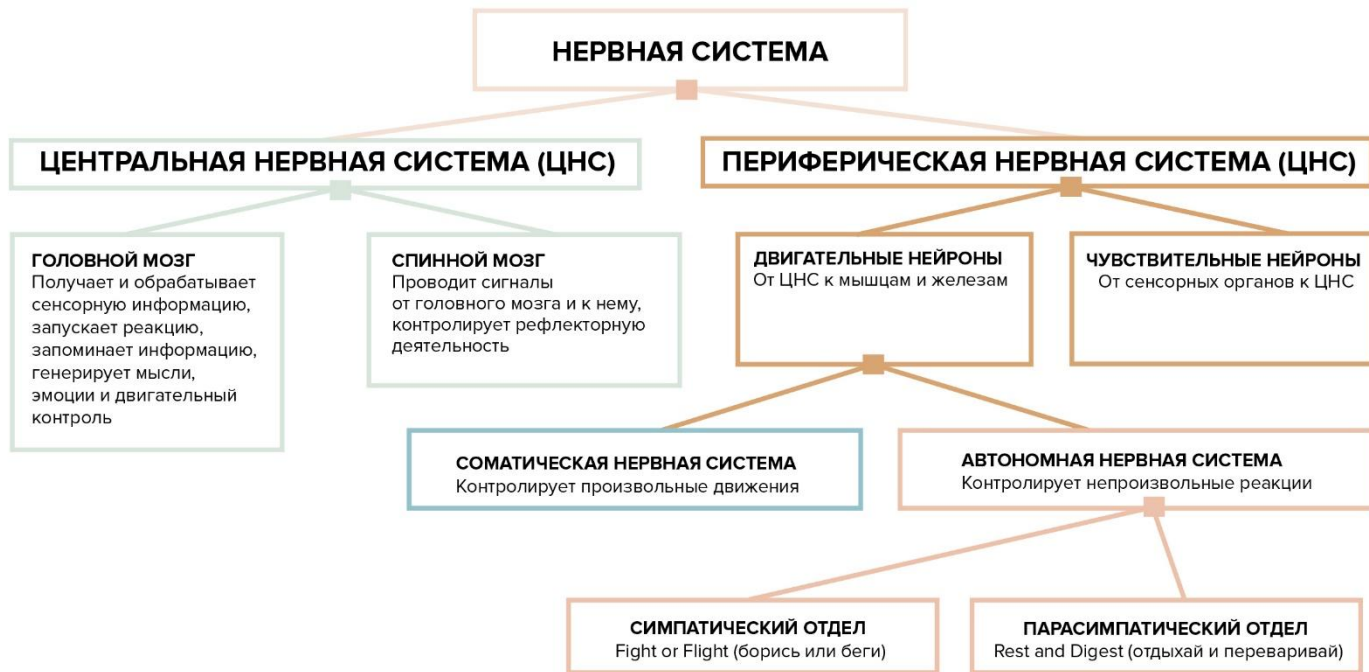 НЕРВНАЯ СИСТЕМА
ЦЕНТРАЛЬНАЯ НЕРВНАЯ СИСТЕМА (ЦНС)
ПЕРИФЕРИЧЕСКАЯ НЕРВНАЯ СИСТЕМА (ЦНС)
ГОЛОВНОЙ МОЗГ
Получает и обрабатывает
сенсорную информацию,
запускает реакцию,
запоминает информацию,
генерирует мысли,
эмоции и двигательный
контроль
СПИННОЙ МОЗГ
Проводит сигналы
от головного мозга и к нему,
контролирует рефлекторную
деятельность
ДВИГАТЕЛЬНЫЕ НЕЙРОНЫ
От ЦНС к мышцам и железам
ЧУВСТВИТЕЛЬНЫЕ НЕЙРОНЫ
От сенсорных органов к ЦНС
СОМАТИЧЕСКАЯ НЕРВНАЯ СИСТЕМА
Контролирует произвольные движения
АВТОНОМНАЯ НЕРВНАЯ СИСТЕМА
Контролирует непроизвольные реакции
СИМПАТИЧЕСКИЙ ОТДЕЛ
Fight or Flight (борись или беги)
ПАРАСИМПАТИЧЕСКИЙ ОТДЕЛ
Rest and Digest (отдыхай и переваривай)